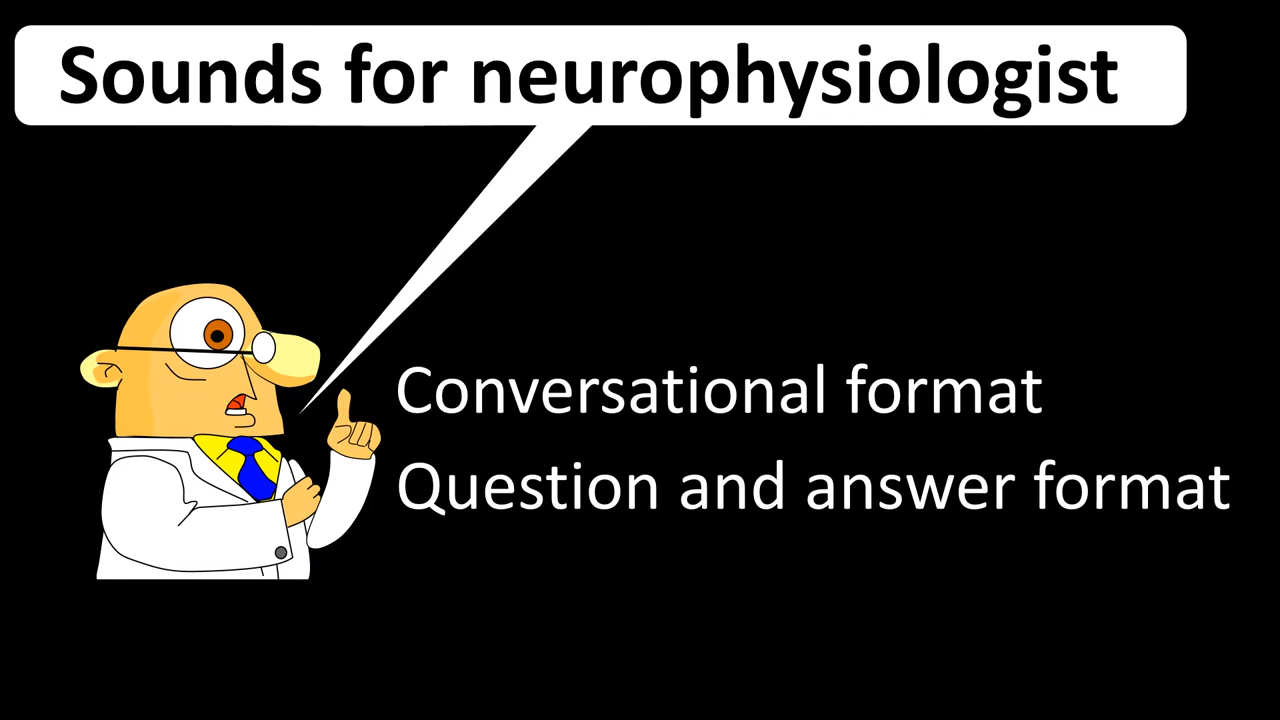 Sounds for neurophysiologist
Conversational format
Question and answer format